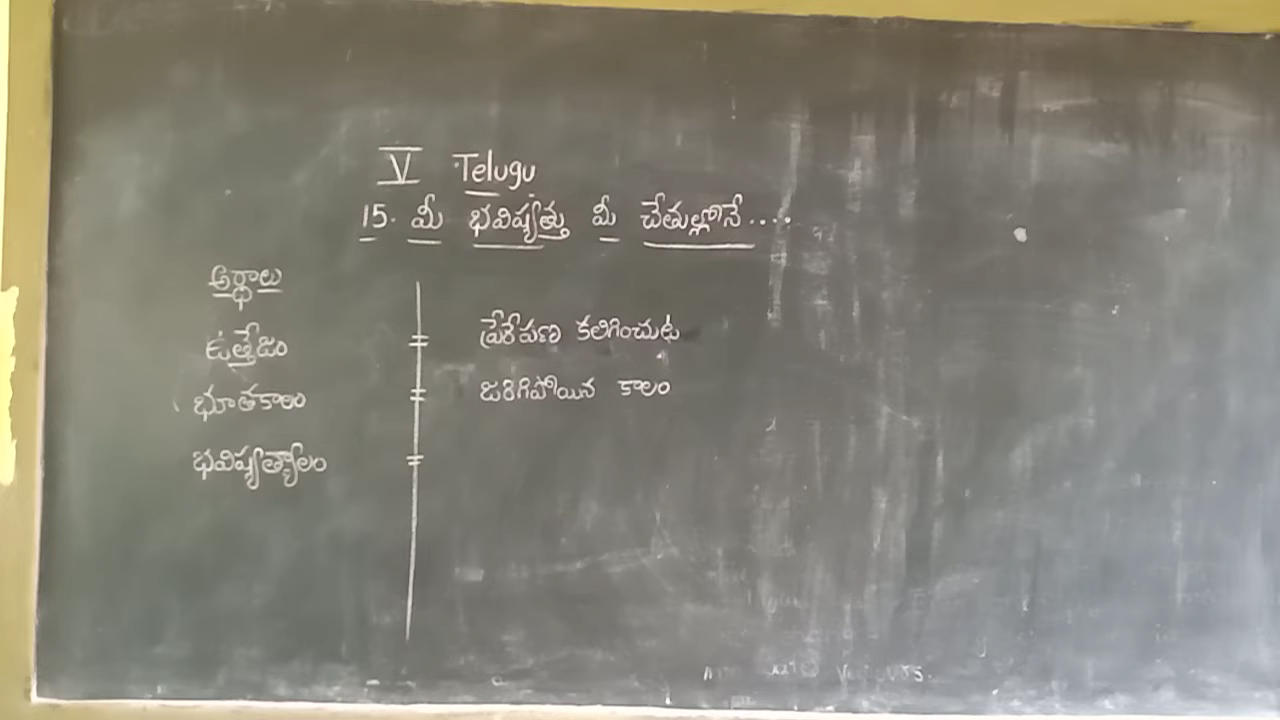 V Telugu
15. మీ భవిష్యత్తు మీ చేతుల్లోనే....
అర్థాలు
ఉత్తేజం = ప్రేరేపణ కలిగించుట
భూతకాలం = జరిగిపోయిన కాలం
భవిష్యత్కాలం =